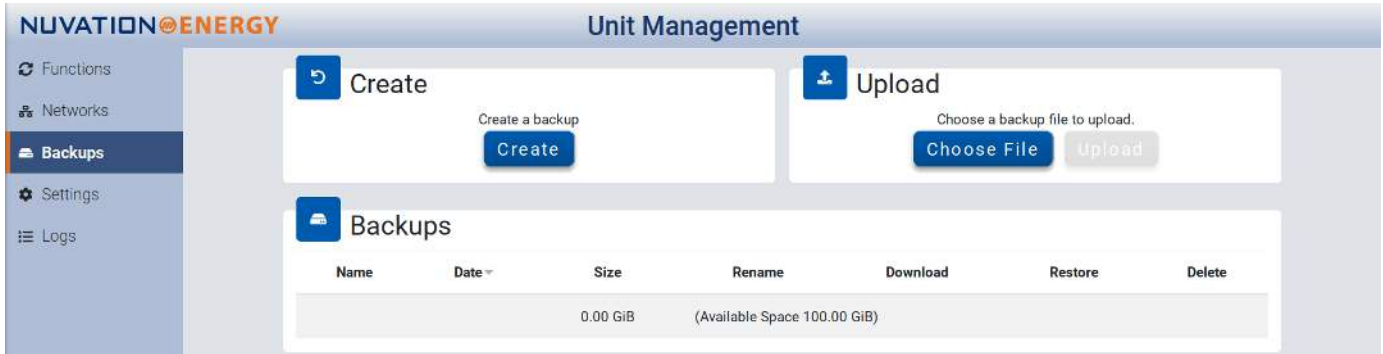 NUVATION ENERGY
Unit Management
Functions
Networks
Backups
Settings
Logs
Create
Create a backup
Create
Upload
Choose a backup file to upload.
Choose File Upload
Backups
Name Date Size Rename Download Restore Delete
0.00 GiB (Available Space 100.00 GiB)